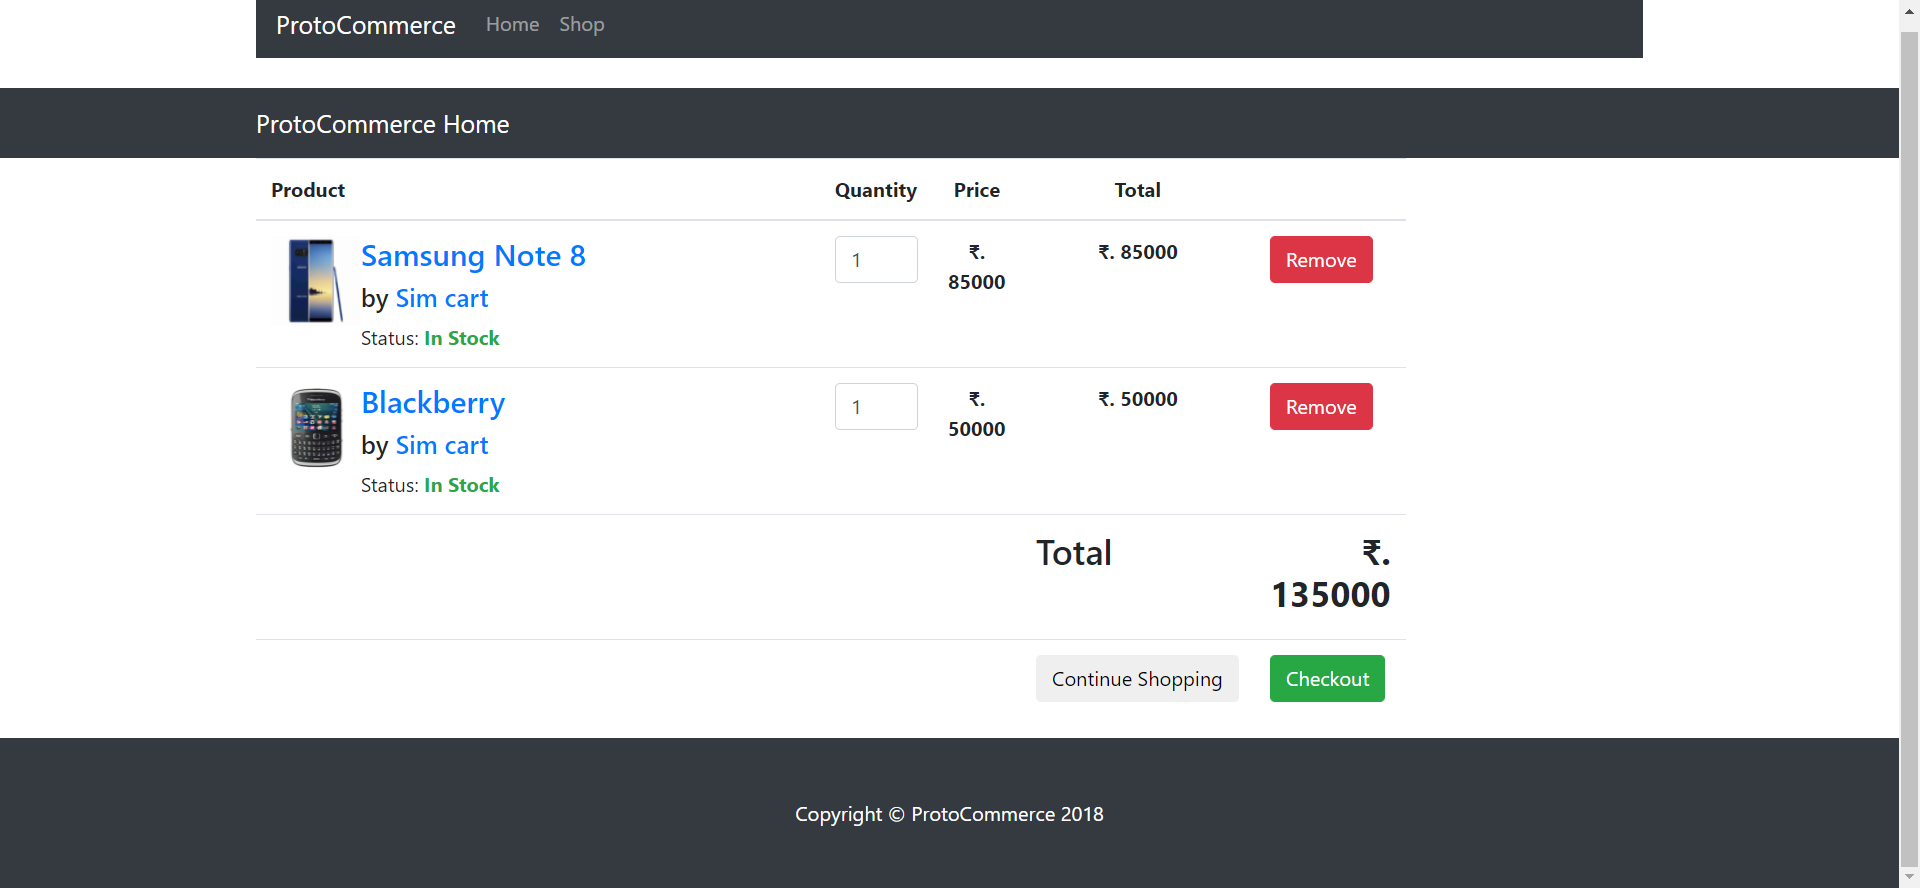 ProtoCommerce Home Shop
ProtoCommerce Home
Product Quantity Price Total
Samsung Note 8
by Sim cart
Status: In Stock
1
₹.
85000
₹. 85000
Remove
Blackberry
by Sim cart
Status: In Stock
1
₹.
50000
₹. 50000
Remove
Total
₹.
135000
Continue Shopping
Checkout
Copyright © ProtoCommerce 2018